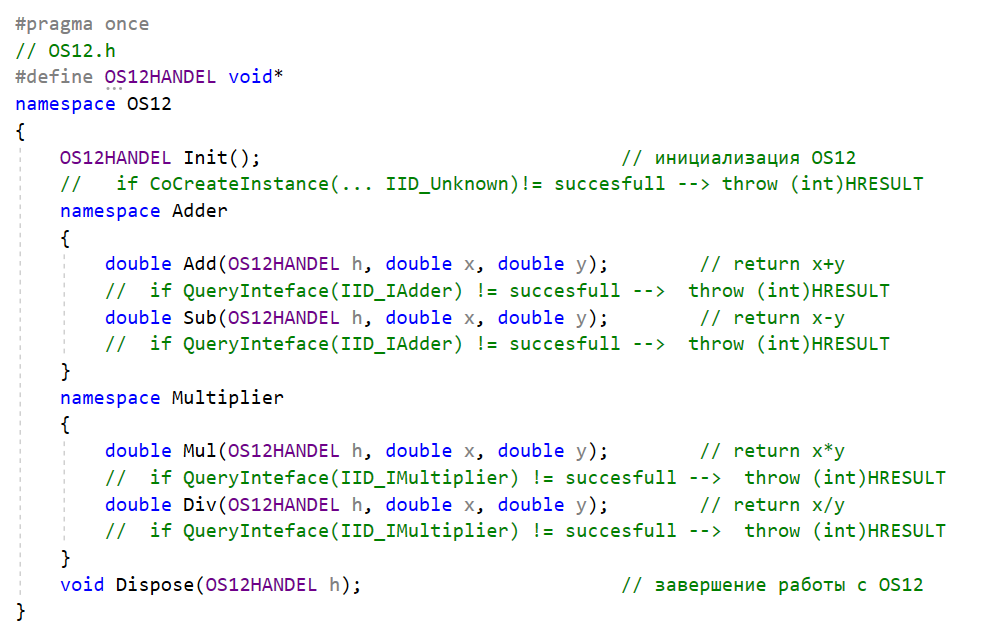 #pragma once
// OS12.h
#define OS12HANDEL void*
namespace OS12
{
    OS12HANDEL Init();                                // инициализация OS12
    //   if CoCreateInstance(... IID_Unknown)!= succesfull --> throw (int)HRESULT
    namespace Adder
    {
        double Add(OS12HANDEL h, double x, double y);        // return x+y
        //  if QueryInteface(IID_IAdder) != succesfull -->  throw (int)HRESULT
        double Sub(OS12HANDEL h, double x, double y);        // return x-y
        //  if QueryInteface(IID_IAdder) != succesfull -->  throw (int)HRESULT
    }
    namespace Multiplier
    {
        double Mul(OS12HANDEL h, double x, double y);        // return x*y
        //  if QueryInteface(IID_IMultiplier) != succesfull -->  throw (int)HRESULT
        double Div(OS12HANDEL h, double x, double y);        // return x/y
        //  if QueryInteface(IID_IMultiplier) != succesfull -->  throw (int)HRESULT
    }
    void Dispose(OS12HANDEL h);                       // завершение работы с OS12
}